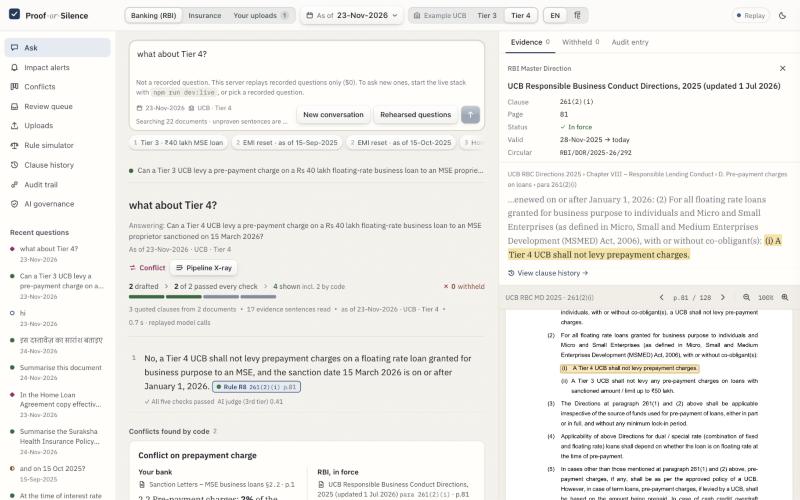 Proof-or-Silence
Banking (RBI) Insurance Your uploads 1
As of 23-Nov-2026
Example UCB Tier 3 Tier 4
EN हिं
Replay
Ask
Impact alerts
Conflicts
Review queue
Uploads
Rule simulator
Clause history
Audit trail
AI governance
Recent questions
what about Tier 4?
23-Nov-2026
Can a Tier 3 UCB levy a
pre-payment charge on a...
23-Nov-2026
hi
23-Nov-2026
इस दस्तावेज़ का सारांश बताइए
24-Nov-2026
Summarise this document
24-Nov-2026
In the Home Loan
Agreement copy effectiv...
23-Nov-2026
Summarise the Suraksha
Health Insurance Policy...
23-Nov-2026
and on 15 October 2025?
15-Sep-2025
At the time of interest rate
what about Tier 4?
Not a recorded question. This server replays recorded questions only ($0). To ask new ones, start the live stack
with npm run dev:live, or pick a recorded question.
23-Nov-2026 UCB · Tier 4
Searching 22 documents · unproven sentences are ...
New conversation Rehearsed questions
1 Tier 3 · ₹40 lakh MSE loan 2 EMI reset · as of 15-Sep-2025 2 EMI reset · as of 15-Oct-2025 3
Can a Tier 3 UCB levy a pre-payment charge on a Rs 40 lakh floating-rate business loan to an MSE proprie...
what about Tier 4?
Answering: Can a Tier 4 UCB levy a pre-payment charge on a Rs 40 lakh floating-rate business loan to an MSE
proprietor sanctioned on 15 March 2026?
As of 23-Nov-2026 · UCB · Tier 4
Conflict Pipeline X-ray
2 drafted > 2 of 2 passed every check > 4 shown incl. 2 by code × 0 withheld
3 quoted clauses from 2 documents • 17 evidence sentences read • as of 23-Nov-2026 · UCB · Tier 4 •
0.7 s · replayed model calls
1 No, a Tier 4 UCB shall not levy prepayment charges on a floating rate loan granted for
business purpose to an MSE, and the sanction date 15 March 2026 is on or after
January 1, 2026. Rule R8 261(2)(i) p.81
✓ All five checks passed AI judge (3rd tier) 0.41
Conflicts found by code 2
Conflict on prepayment charge
Your bank
Sanction Letters – MSE business loans §2.2 · p.1
2.2 Pre-payment charges: 2% of the
RBI, in force
UCB Responsible Business Conduct Directions,
2025 (updated 1 Jul 2026) para 261(2)(i) · p.81
Evidence 0 Withheld 0 Audit entry
RBI Master Direction
UCB Responsible Business Conduct Directions, 2025 (updated 1 Jul 2026)
Clause 261(2)(i)
Page 81
Status ✓ In force
Valid 28-Nov-2025 → today
Circular RBI/DOR/2025-26/292
UCB RBC Directions 2025 › Chapter VIII – Responsible Lending Conduct › D. Pre-payment Charges
on Loans › para 261(2)(i)
...enewed on or after January 1, 2026: (2) For all floating rate loans
granted for business purpose to individuals and Micro and Small
Enterprises (as defined in Micro, Small and Medium Enterprises
Development (MSMED) Act, 2006), with or without co-obligant(s): (i) A
Tier 4 UCB shall not levy prepayment charges.
View clause history →
UCB RBC MD 2025 · 261(2)(i)
p.81 / 128
100%
individuals, with or without co-obligant(s), a UCB shall not levy pre-payment
charges.
(2) For all floating rate loans granted for business purpose to individuals and
Micro and Small Enterprises (as defined in Micro, Small and Medium
Enterprises Development (MSMED) Act, 2006), with or without co-obligant(s):
(i) A Tier 4 UCB shall not levy prepayment charges.
(ii) A Tier 3 UCB shall not levy any pre-payment charges on loans with
sanctioned amount / limit up to ₹50 lakh.
(3) The Directions at paragraph 261(1) and (2) above shall be applicable
irrespective of the source of funds used for pre-payment of loans, either in part
or in full, and without any minimum lock-in period.
(4) Applicability of above Directions for dual / special rate (combination of fixed
and floating rate) loans shall depend on whether the loan is on floating rate at
the time of pre-payment.
(5) In cases other than those mentioned at paragraph 261(1) and (2) above, pre-
payment charges, if any, shall be as per the approved policy of a UCB.
However, in case of term loans, pre-payment charges, if levied by a UCB, shall